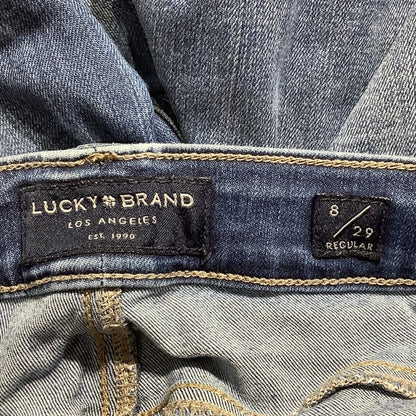 LUCKY BRAND
LOS ANGELES
EST. 1990
8/29
REGULAR